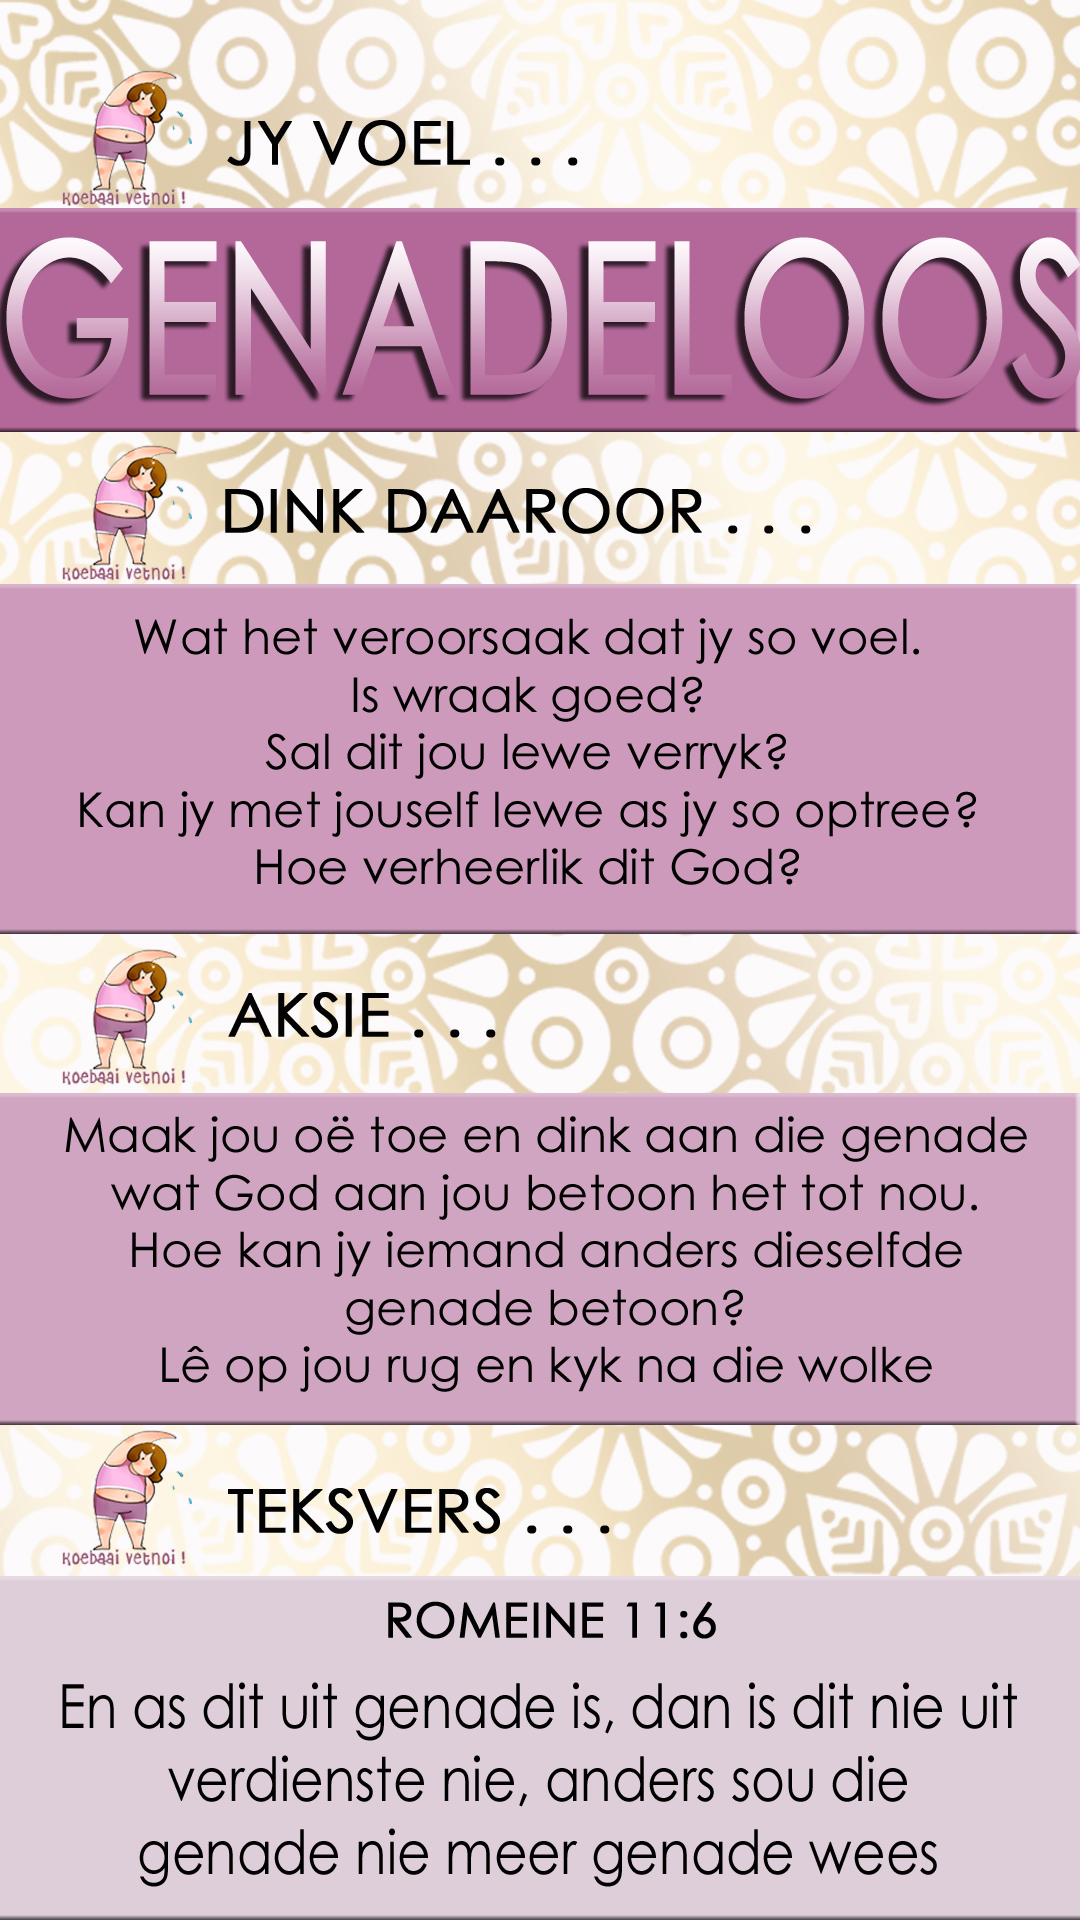 JY VOEL . . .
koebaai vetnoi !
GENADELOOS
DINK DAAROOR . . .
koebaai vetnoi !
Wat het veroorsaak dat jy so voel.
Is wraak goed?
Sal dit jou lewe verryk?
Kan jy met jouself lewe as jy so optree?
Hoe verheerlik dit God?
AKSIE . . .
koebaai vetnoi !
Maak jou oë toe en dink aan die genade
wat God aan jou betoon het tot nou.
Hoe kan jy iemand anders dieselfde
genade betoon?
Lê op jou rug en kyk na die wolke
TEKSVERS . . .
koebaai vetnoi !
ROMEINE 11:6
En as dit uit genade is, dan is dit nie uit
verdienste nie, anders sou die
genade nie meer genade wees